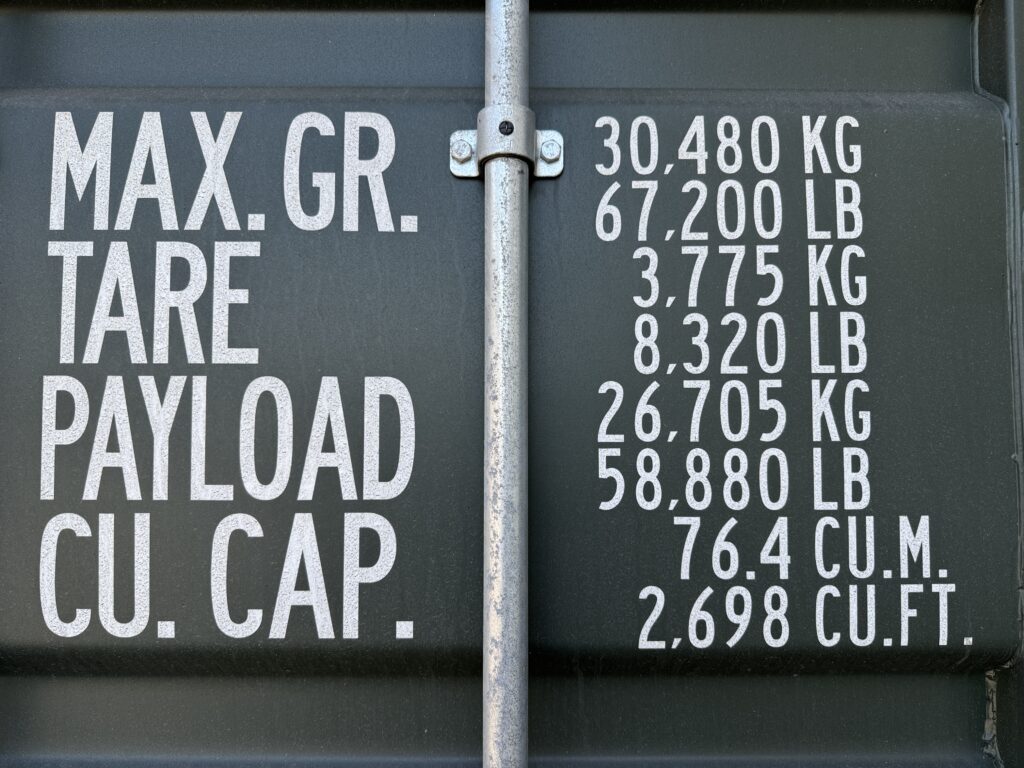 MAX. GR. 30,480 KG
67,200 LB
TARE 3,775 KG
8,320 LB
PAYLOAD 26,705 KG
58,880 LB
CU. CAP. 76.4 CU.M.
2,698 CU.FT.